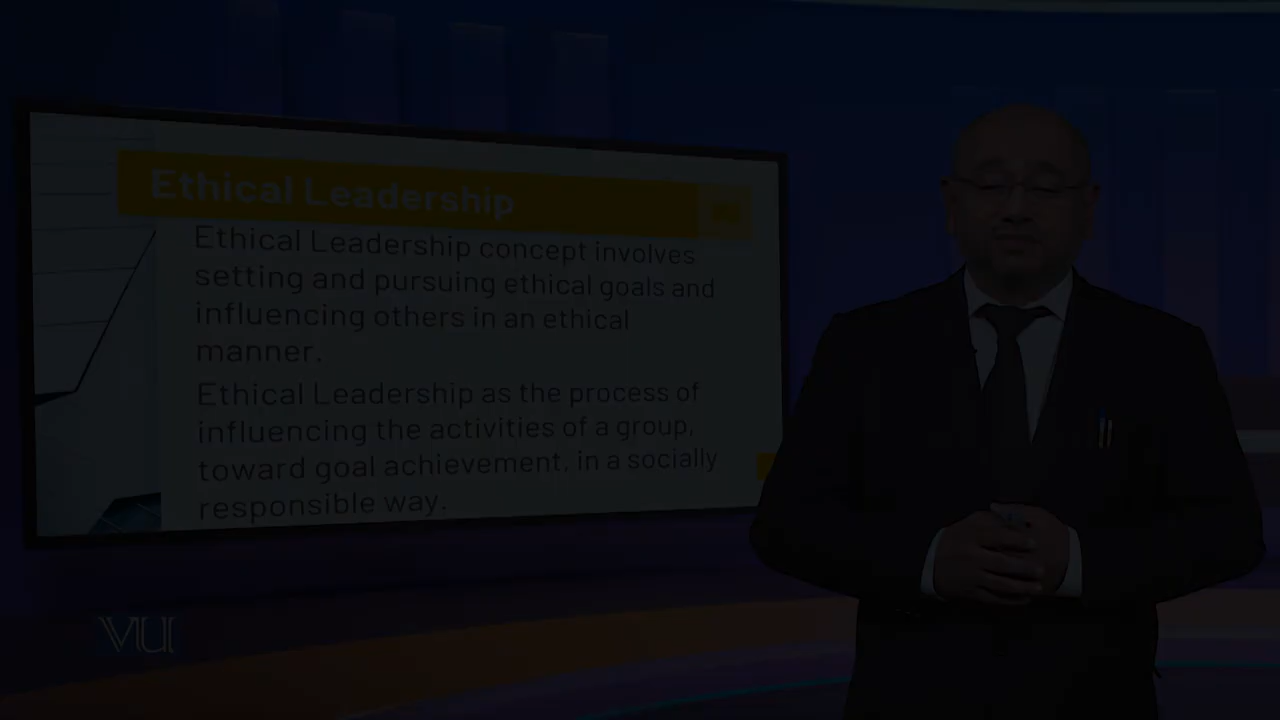 Ethical Leadership
Ethical Leadership concept involves
setting and pursuing ethical goals and
influencing others in an ethical
manner.
Ethical Leadership as the process of
influencing the activities of a group,
toward goal achievement, in a socially
responsible way.
VU